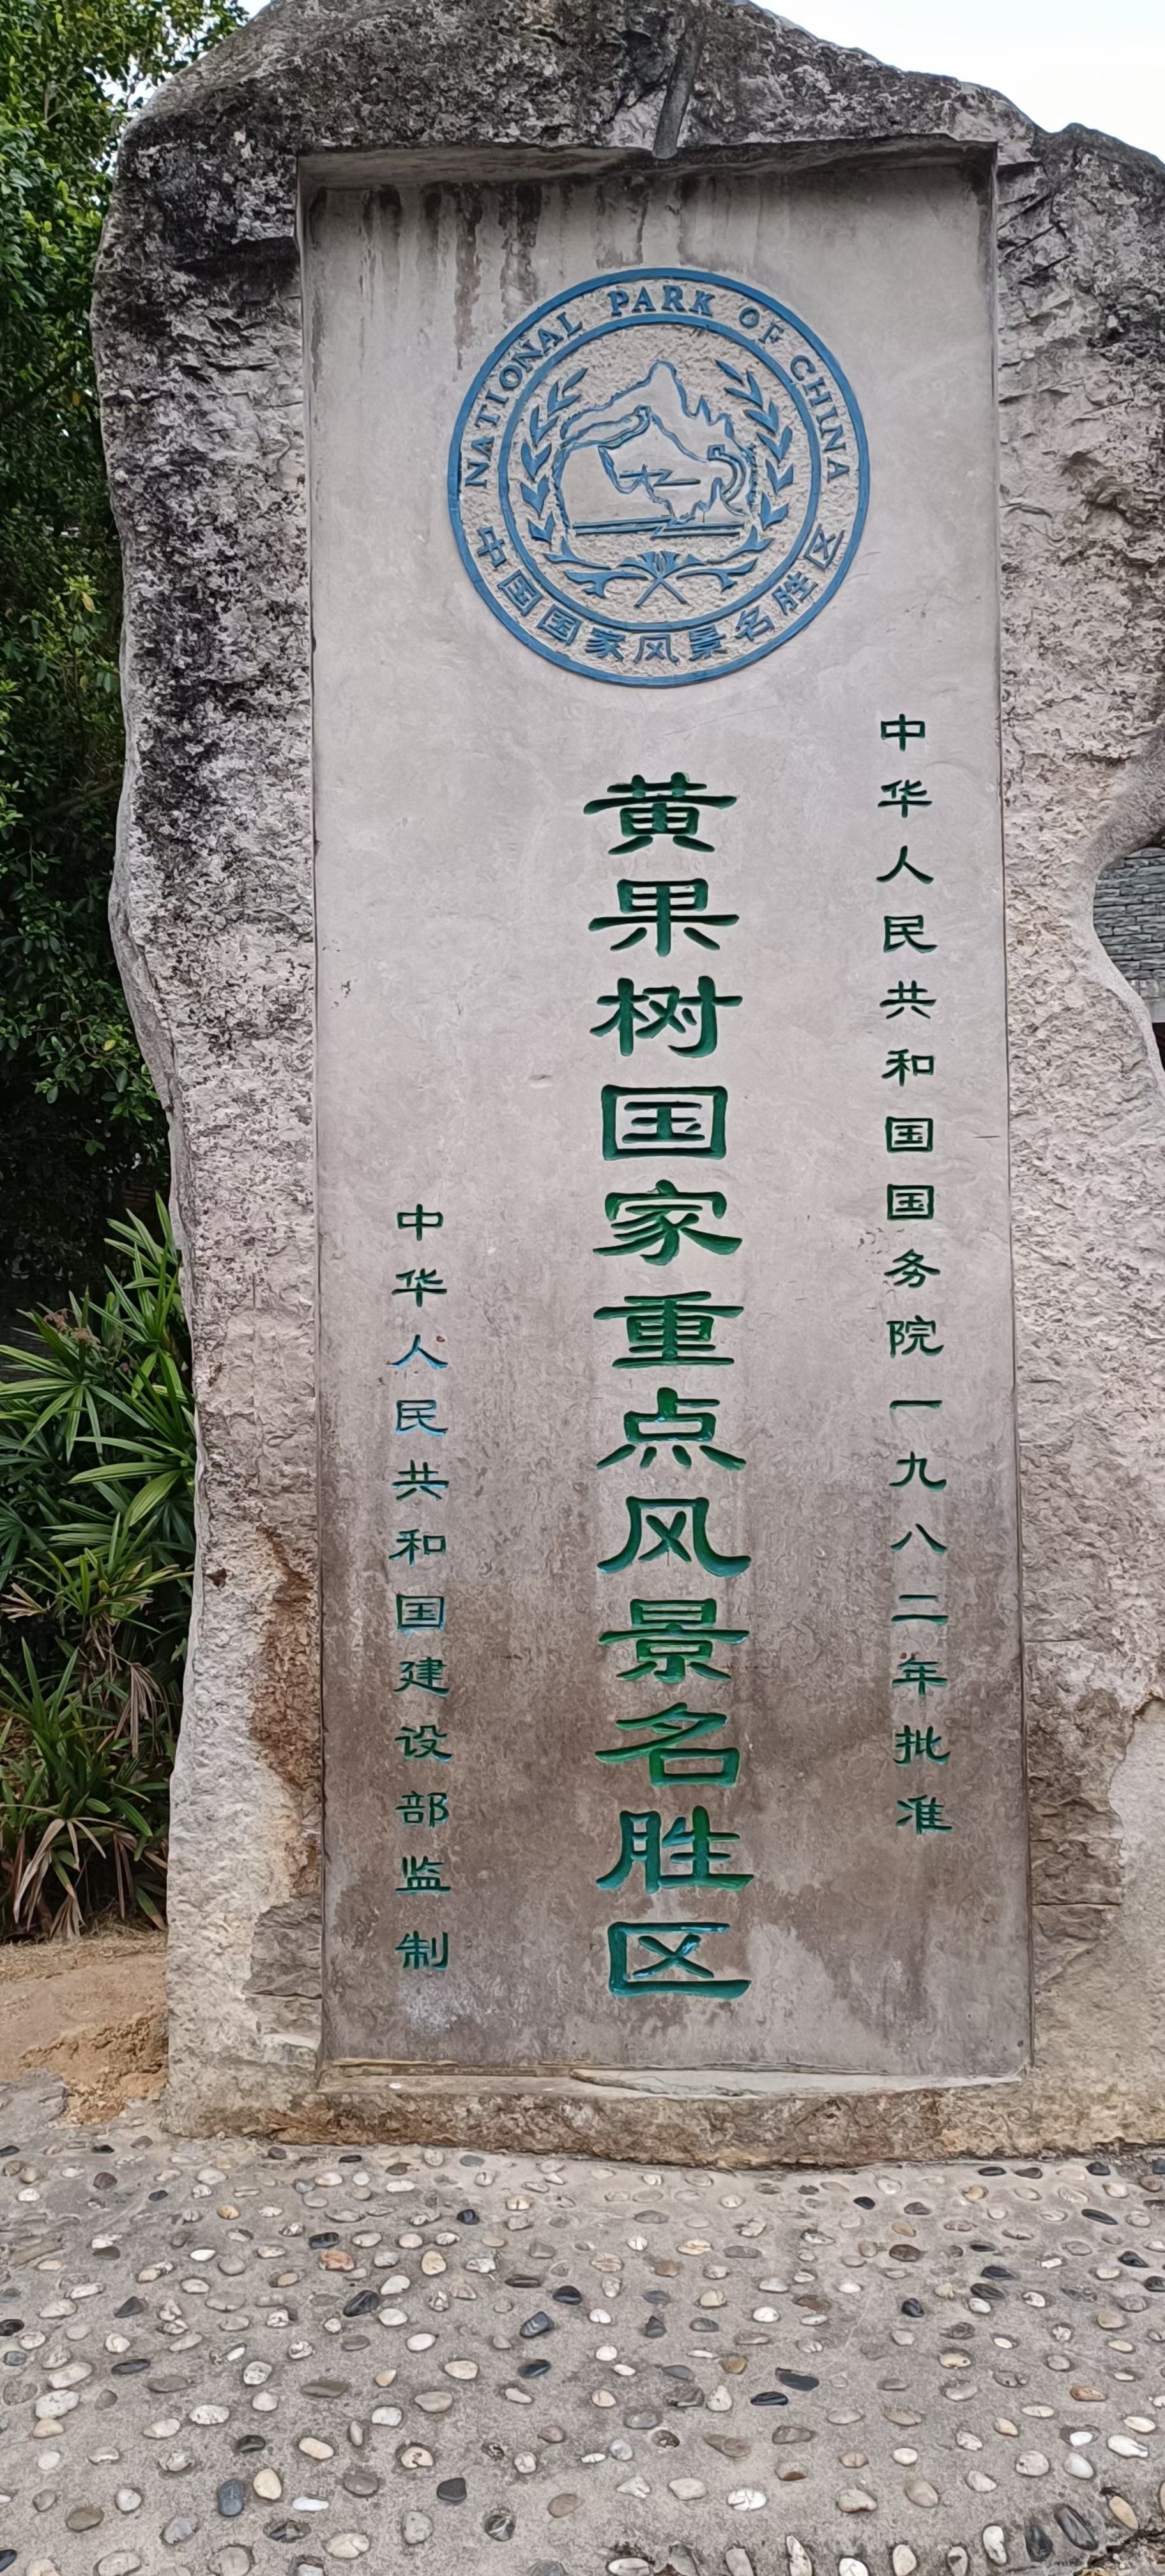 NATIONAL PARK OF CHINA
中国国家风景名胜区
中华人民共和国国务院一九八二年批准
黄果树国家重点风景名胜区
中华人民共和国建设部监制